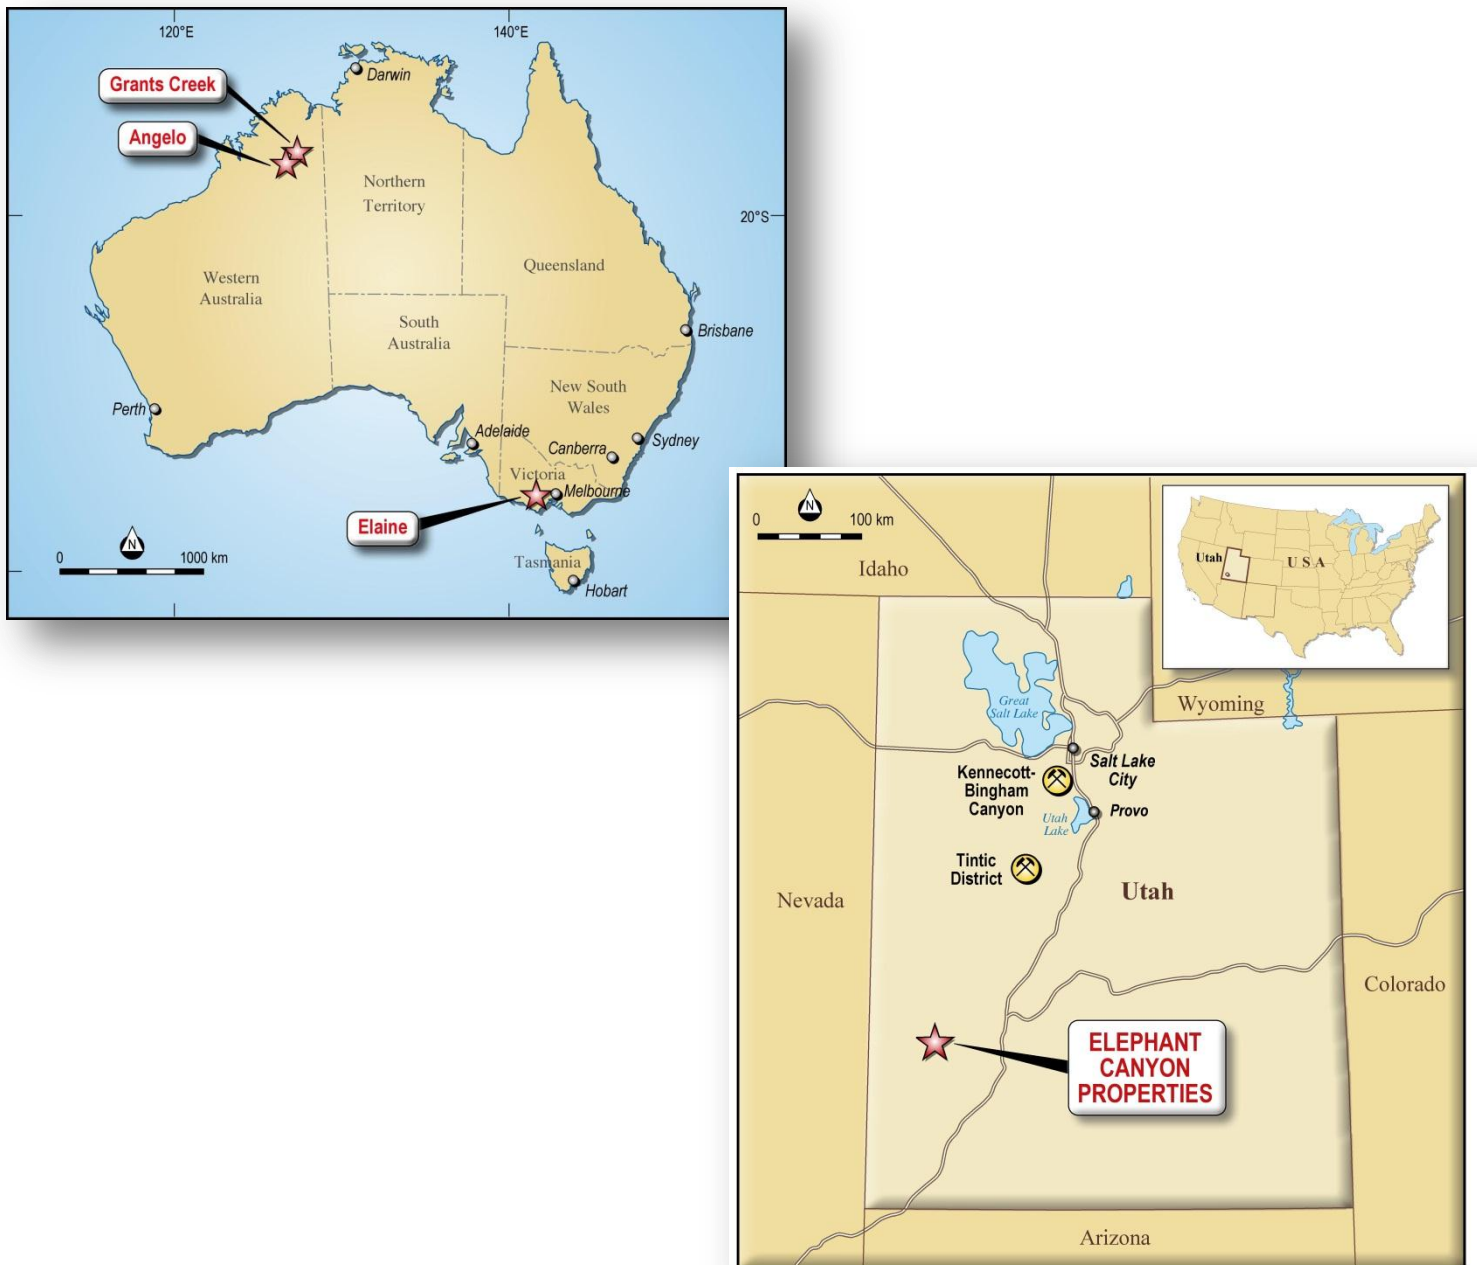 120°E
140°E
Darwin
Grants Creek
Angelo
Northern
Territory
20°S
Western
Australia
Queensland
South
Australia
Brisbane
New South
Wales
Perth
Adelaide
Canberra
Sydney
Victoria
Melbourne
Elaine
N
0
1000 km
Tasmania
Hobart
N
0
100 km
Idaho
Utah
U S A
Wyoming
Great
Salt Lake
Salt Lake
City
Kennecott-
Bingham
Canyon
Utah
Lake
Provo
Tintic
District
Utah
Nevada
Colorado
ELEPHANT
CANYON
PROPERTIES
Arizona